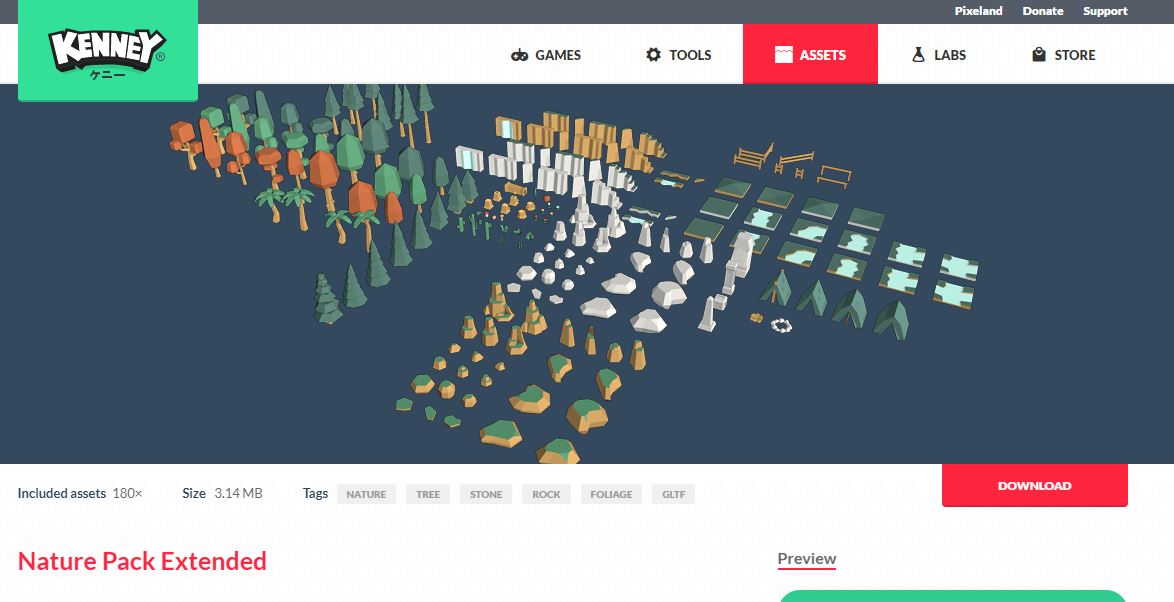 Pixeland Donate Support
KENNEY®
ケニー
GAMES TOOLS ASSETS LABS STORE
Included assets 180× Size 3.14 MB Tags NATURE TREE STONE ROCK FOLIAGE GLTF
DOWNLOAD
Nature Pack Extended
Preview